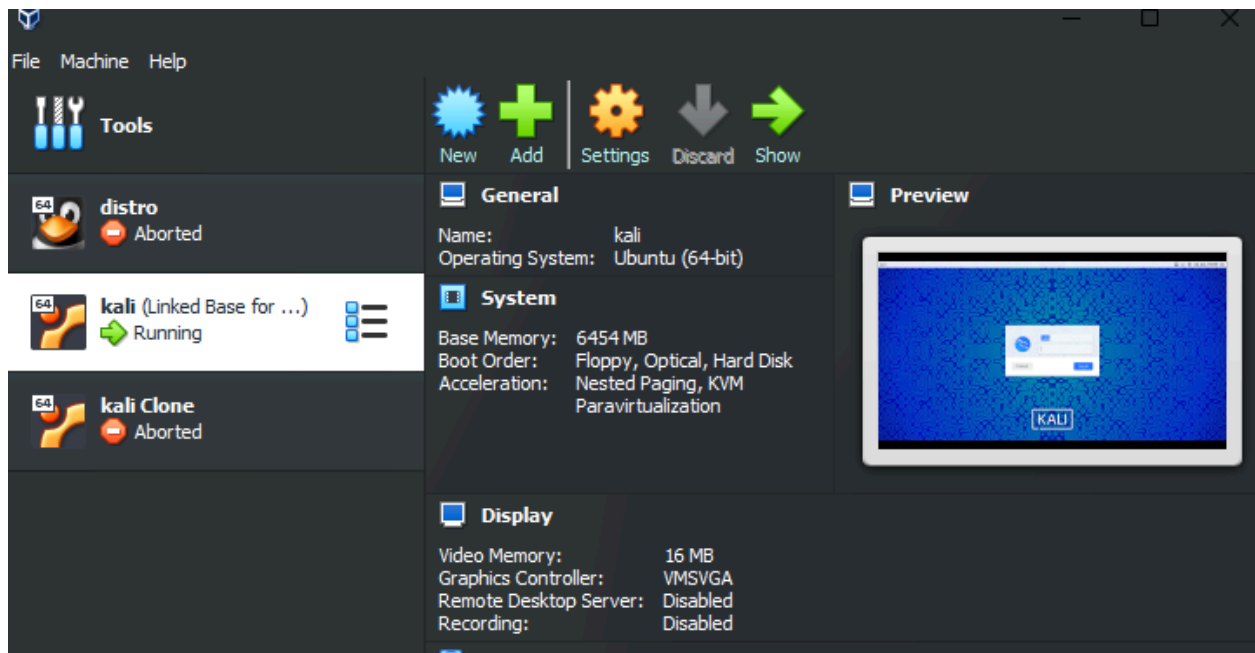 File Machine Help
Tools
New Add Settings Discard Show
64
distro
Aborted
64
kali (Linked Base for ...)
Running
64
kali Clone
Aborted
General
Name: kali
Operating System: Ubuntu (64-bit)
System
Base Memory: 6454 MB
Boot Order: Floppy, Optical, Hard Disk
Acceleration: Nested Paging, KVM
Paravirtualization
Preview
KALI
Display
Video Memory: 16 MB
Graphics Controller: VMSVGA
Remote Desktop Server: Disabled
Recording: Disabled